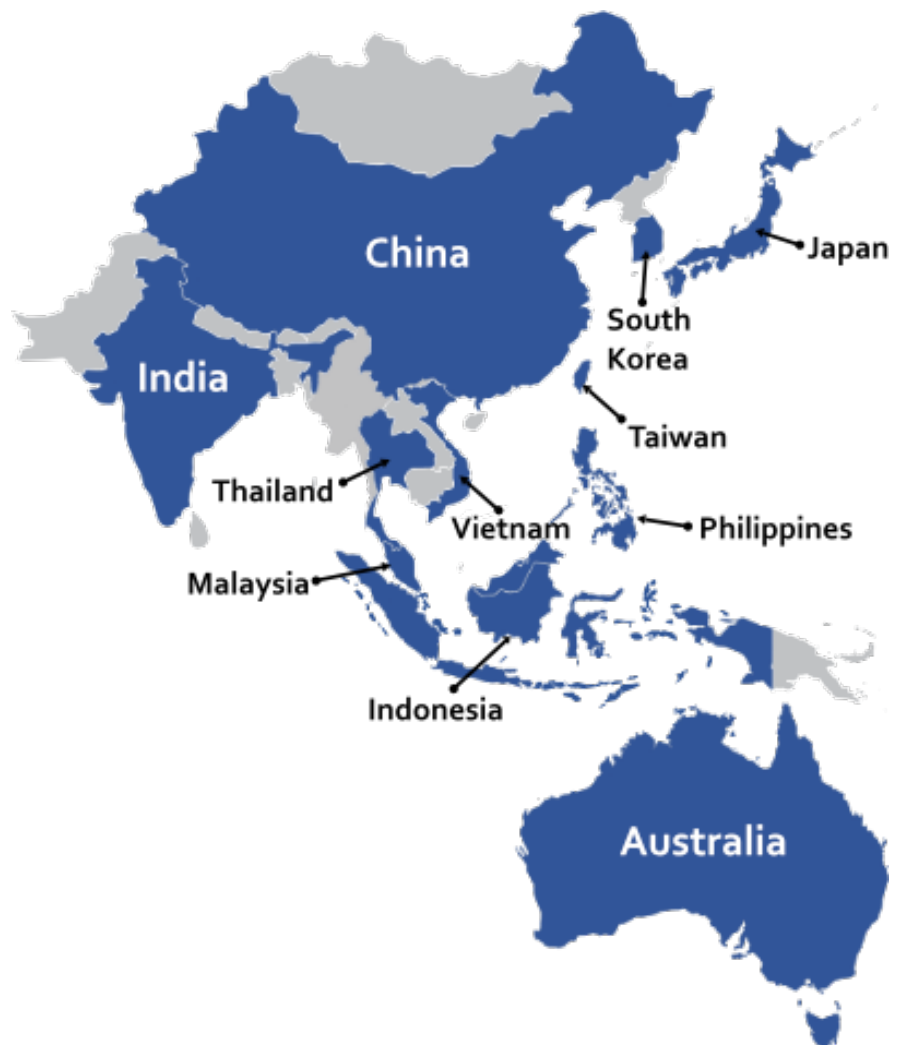 China
Japan
South
Korea
India
Taiwan
Thailand
Vietnam
Philippines
Malaysia
Indonesia
Australia